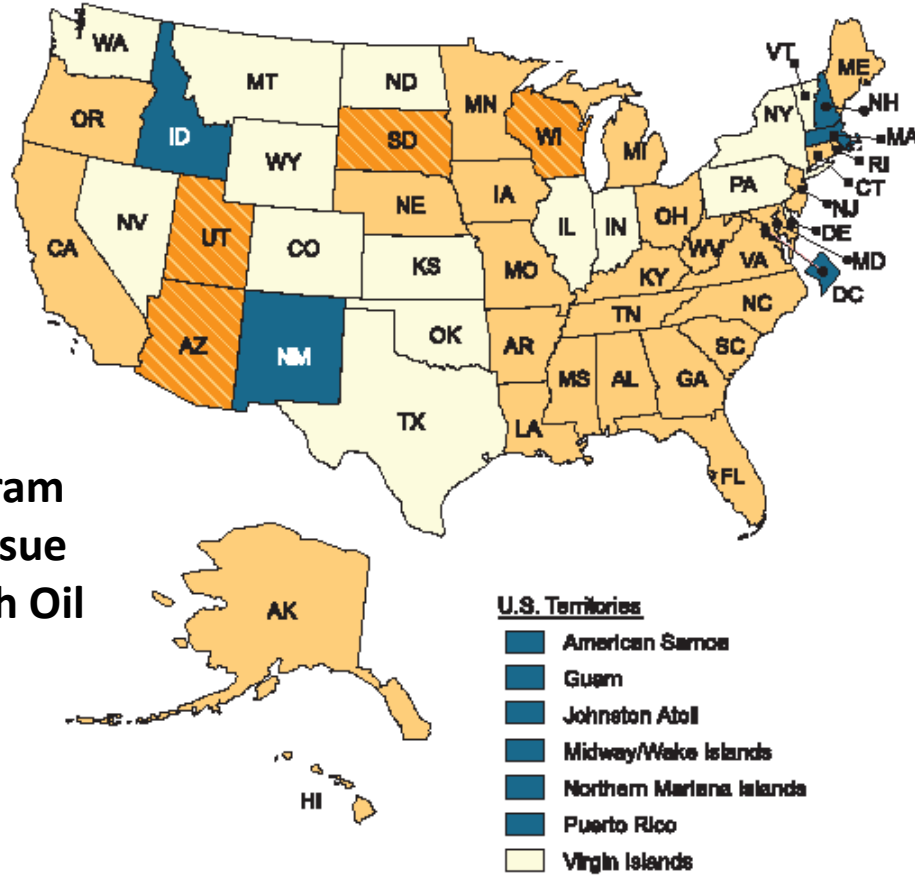 WA
MT
ND
MN
VT
ME
NH
OR
ID
SD
WI
NY
MA
WY
MI
RI
CT
NV
NE
IA
PA
NJ
UT
CO
IL
IN
OH
DE
CA
KS
MO
WV
VA
MD
KY
DC
AZ
NM
OK
AR
TN
NC
SC
MS
AL
GA
TX
LA
FL
ram
sue
h Oil
AK
HI
U.S. Territories
American Samoa
Guam
Johnston Atoll
Midway/Wake Islands
Northern Mariana Islands
Puerto Rico
Virgin Islands